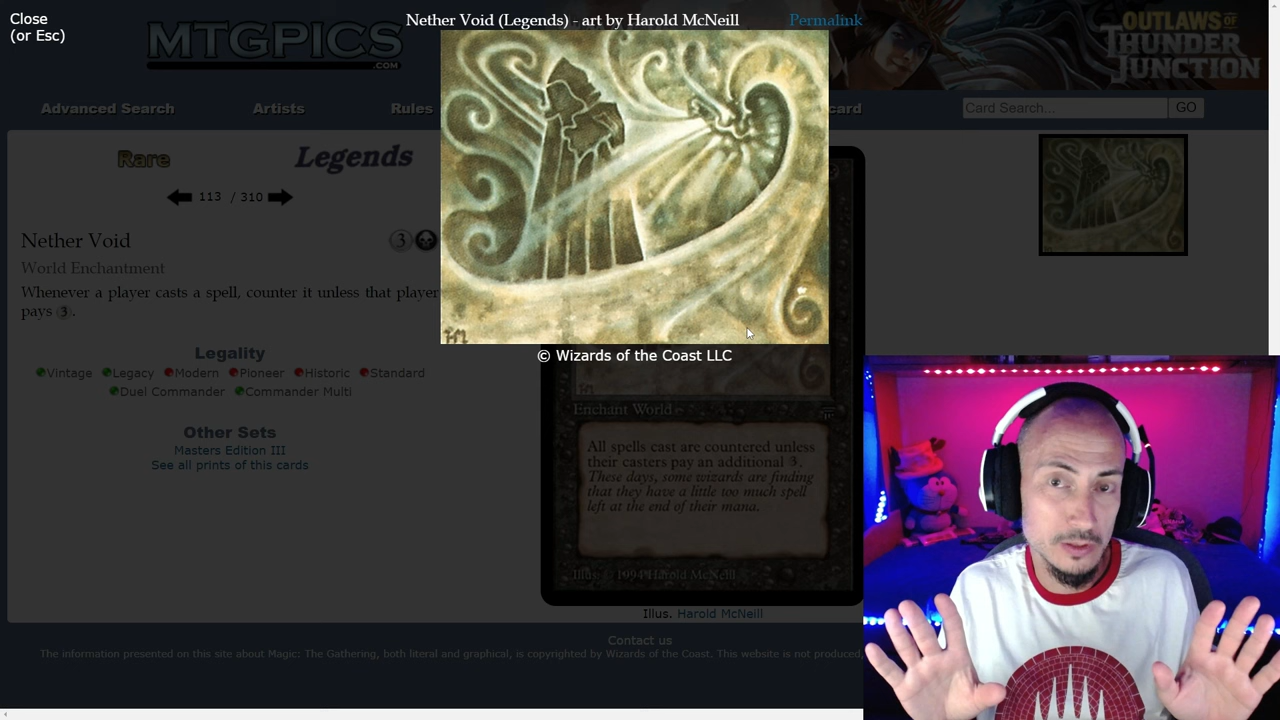 Close
(or Esc)
Nether Void (Legends) - art by Harold McNeill
Permalink
MTGPICS
.COM
OUTLAWS OF
THUNDER
JUNCTION
Advanced Search
Artists
Rules
card
Card Search...
GO
Rare
Legends
113 / 310
Nether Void
3
World Enchantment
Whenever a player casts a spell, counter it unless that player
pays 3.
Legality
Vintage Legacy Modern Pioneer Historic Standard
Duel Commander Commander Multi
Other Sets
Masters Edition III
See all prints of this cards
HM
© Wizards of the Coast LLC
Enchant World
All spells cast are countered unless
their casters pay an additional 3.
These days, some wizards are finding
that they have a little too much spell
left at the end of their mana.
Illus. © 1994 Harold McNeill
Illus. Harold McNeill
Contact us
The information presented on this site about Magic: The Gathering, both literal and graphical, is copyrighted by Wizards of the Coast. This website is not produced,